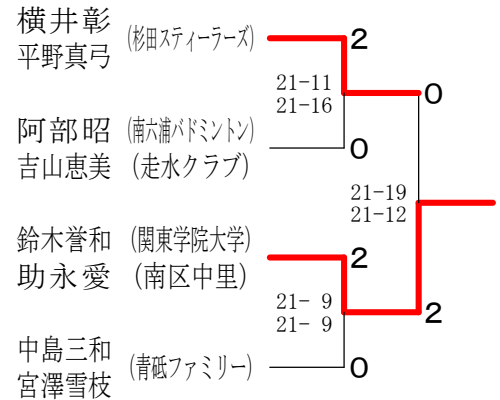 横井彰 (杉田スティーラーズ) 2
平野真弓
21-11
21-16
0
阿部昭 (南六浦バドミントン) 0
吉山恵美 (走水クラブ)
21-19
21-12
鈴木誉和 (関東学院大学) 2
助永愛 (南区中里)
21- 9
21- 9
2
中島三和 (青砥ファミリー) 0
宮澤雪枝